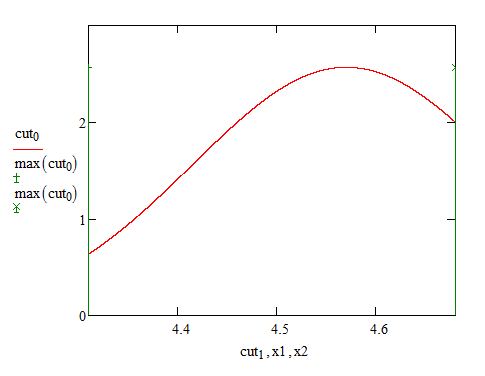 cut₀
max(cut₀)
max(cut₀)
2
1
0
4.4 4.5 4.6
cut₁,x1,x2